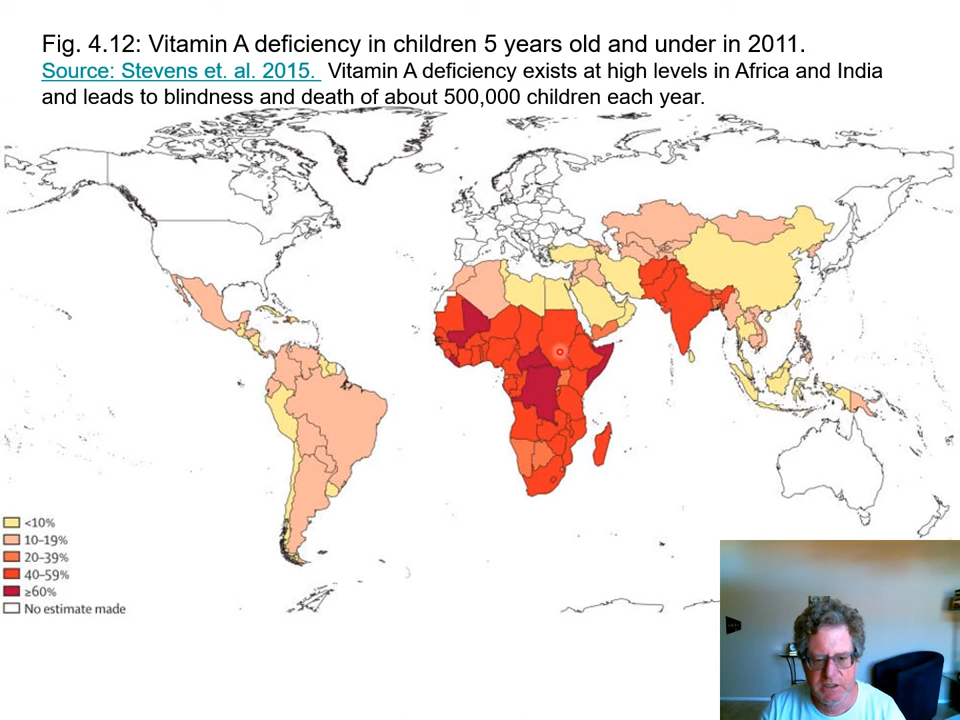 Fig. 4.12: Vitamin A deficiency in children 5 years old and under in 2011.
Source: Stevens et. al. 2015. Vitamin A deficiency exists at high levels in Africa and India
and leads to blindness and death of about 500,000 children each year.
<10%
10–19%
20–39%
40–59%
≥60%
No estimate made